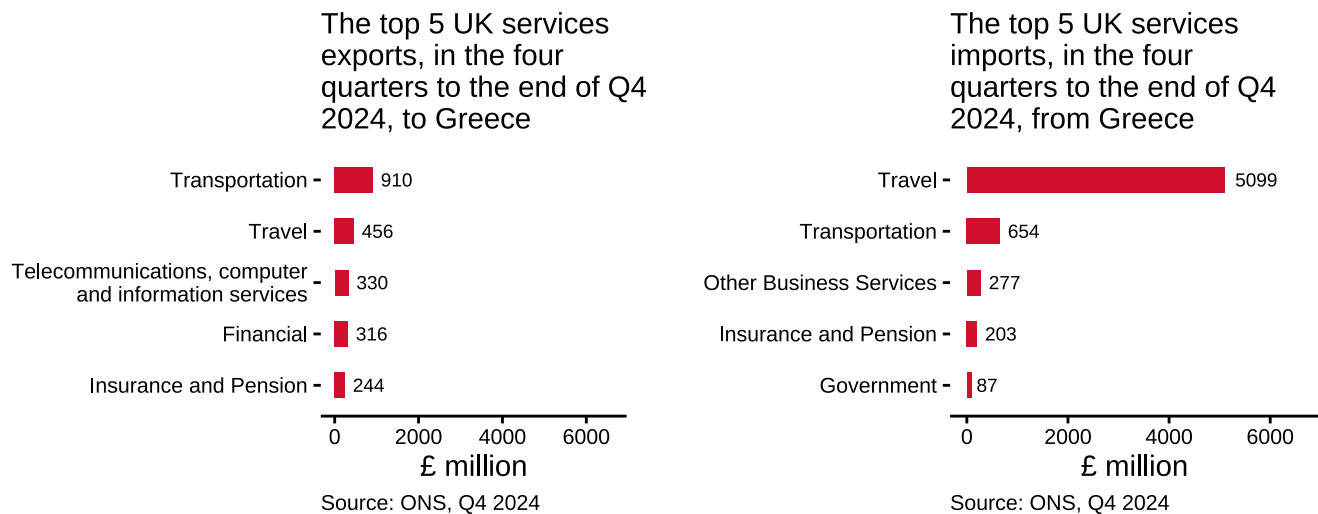 The top 5 UK services
exports, in the four
quarters to the end of Q4
2024, to Greece
Transportation
910
Travel
456
Telecommunications, computer
and information services
330
Financial
316
Insurance and Pension
244
0 2000 4000 6000
£ million
Source: ONS, Q4 2024
The top 5 UK services
imports, in the four
quarters to the end of Q4
2024, from Greece
Travel
5099
Transportation
654
Other Business Services
277
Insurance and Pension
203
Government
87
0 2000 4000 6000
£ million
Source: ONS, Q4 2024